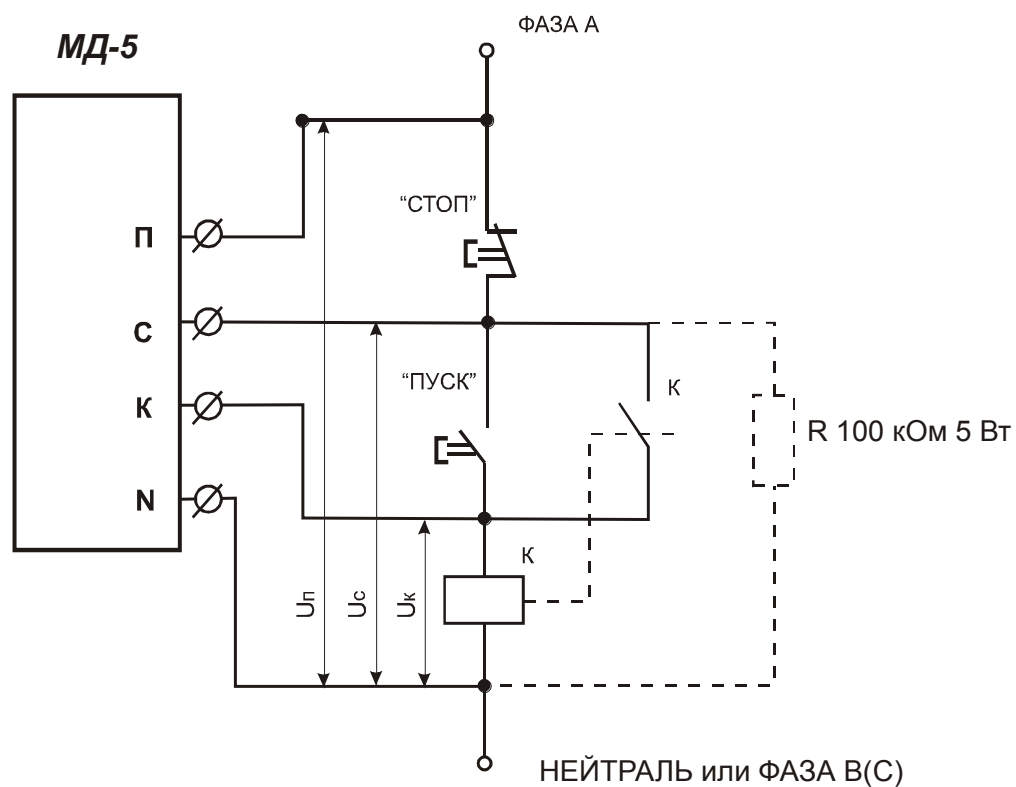 ФАЗА А
МД-5
"СТОП"
П
С
"ПУСК"
К
К
R 100 кОм 5 Вт
N
К
Uп
Uс
Uк
НЕЙТРАЛЬ или ФАЗА В(С)